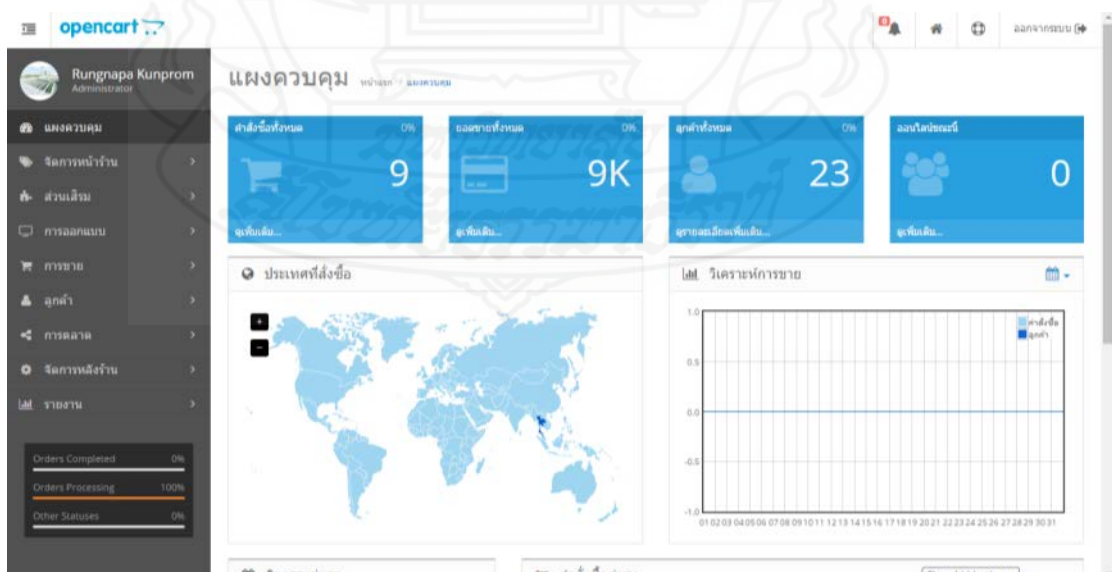 opencart
0
ออกจากระบบ
Rungnapa Kunprom
Administrator
แผงควบคุม
หน้าแรก
แผงควบคุม
แผงควบคุม
จัดการหน้าร้าน
ส่วนเสริม
การออกแบบ
การขาย
ลูกค้า
การตลาด
จัดการหลังร้าน
รายงาน
Orders Completed 0%
Orders Processing 100%
Other Statuses 0%
คำสั่งซื้อทั้งหมด 0%
9
ดูเพิ่มเติม...
ยอดขายทั้งหมด 0%
9K
ดูเพิ่มเติม...
ลูกค้าทั้งหมด 0%
23
ดูรายละเอียดเพิ่มเติม...
ออนไลน์ขณะนี้
0
ดูเพิ่มเติม...
ประเทศที่สั่งซื้อ
+
-
วิเคราะห์การขาย
คำสั่งซื้อ
ลูกค้า
1.0
0.5
0.0
-0.5
-1.0
01 02 03 04 05 06 07 08 09 10 11 12 13 14 15 16 17 18 19 20 21 22 23 24 25 26 27 28 29 30 31